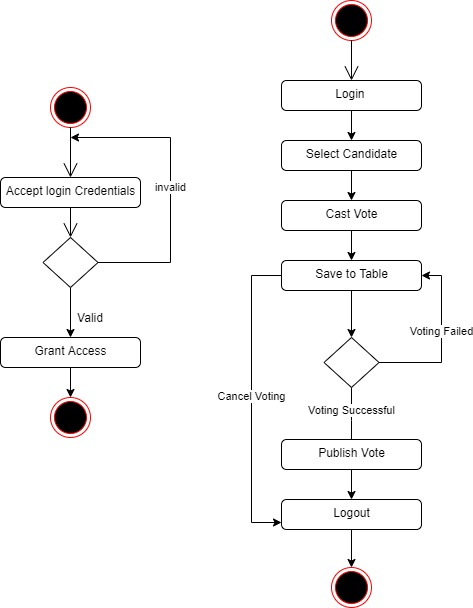 Accept login Credentials
invalid
Valid
Grant Access
Login
Select Candidate
Cast Vote
Save to Table
Voting Failed
Cancel Voting
Voting Successful
Publish Vote
Logout